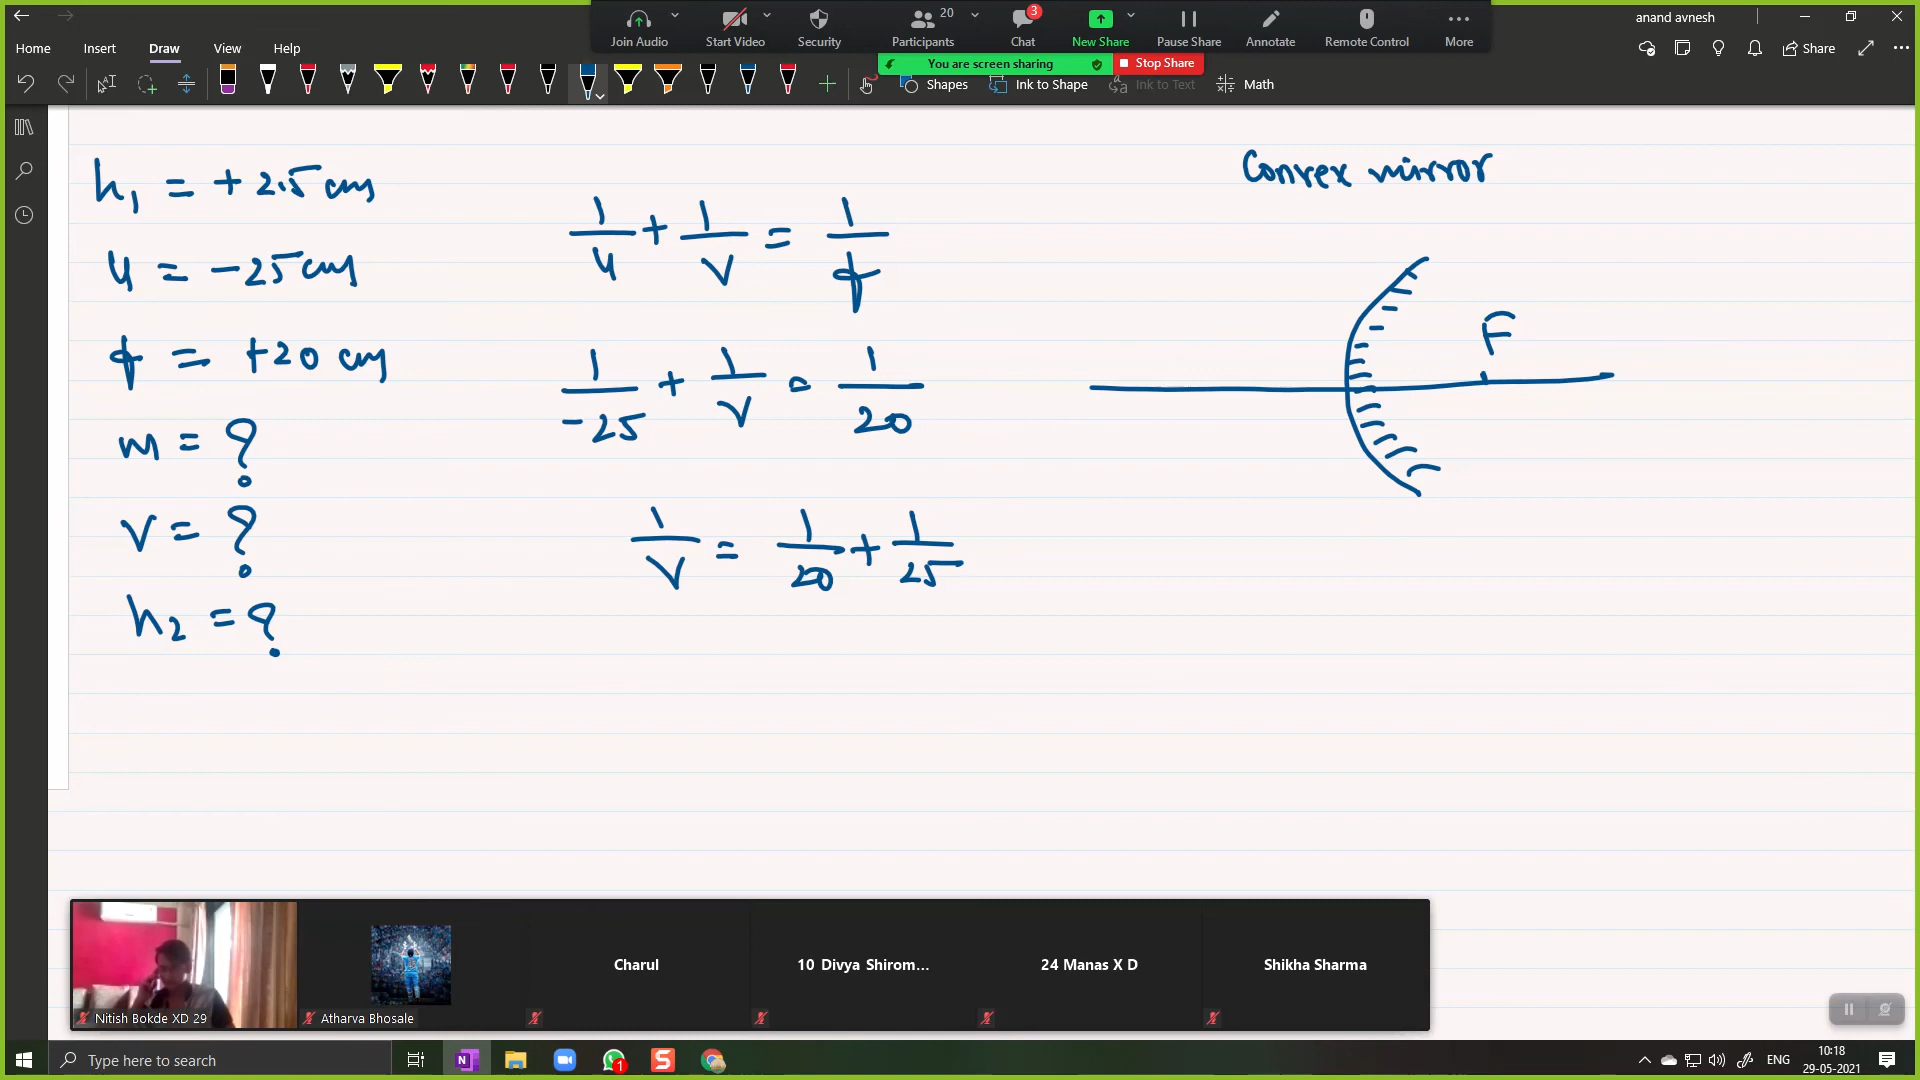 anand avnesh
Join Audio
Start Video
Security
Participants 20
Chat 3
New Share
Pause Share
Annotate
Remote Control
More
You are screen sharing
Stop Share
Home Insert Draw View Help
Share
Shapes
Ink to Shape
Ink to Text
Math
h₁ = +2.5 cm
u = -25 cm
f = +20 cm
m = ?
v = ?
h₂ = ?
1/u + 1/v = 1/f
1/-25 + 1/v = 1/20
1/v = 1/20 + 1/25
Convex mirror
F
Nitish Bokde XD 29
Atharva Bhosale
Charul
10 Divya Shirom...
24 Manas X D
Shikha Sharma
Type here to search
N
1
S
ENG
10:18
29-05-2021